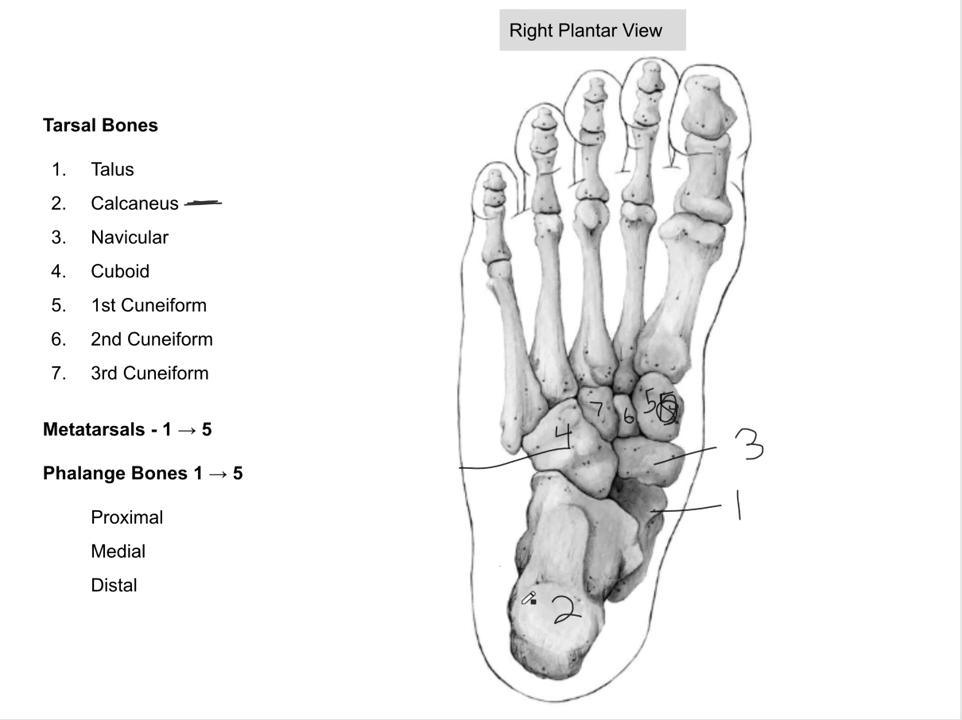 Right Plantar View
Tarsal Bones
1. Talus
2. Calcaneus
3. Navicular
4. Cuboid
5. 1st Cuneiform
6. 2nd Cuneiform
7. 3rd Cuneiform
Metatarsals - 1 → 5
Phalange Bones 1 → 5
Proximal
Medial
Distal
7 6 5
4
3
1
2